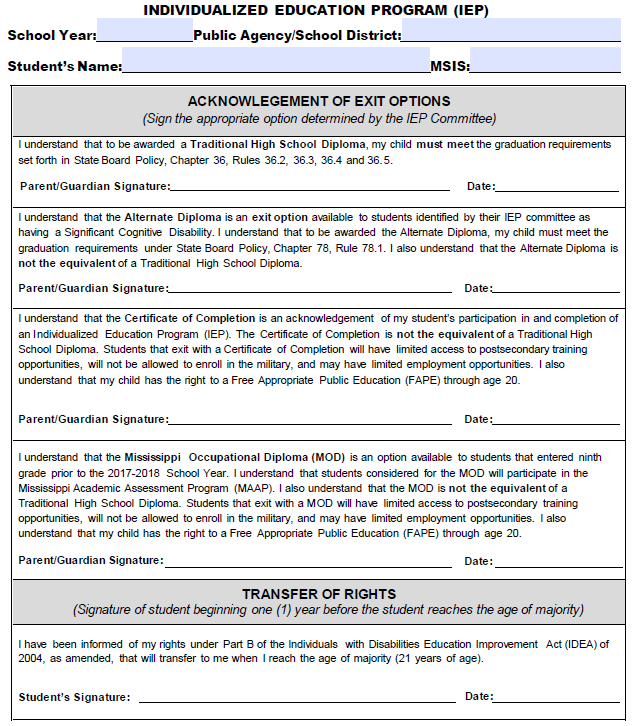 INDIVIDUALIZED EDUCATION PROGRAM (IEP)
School Year: Public Agency/School District:
Student's Name: MSIS:
ACKNOWLEGEMENT OF EXIT OPTIONS
(Sign the appropriate option determined by the IEP Committee)
I understand that to be awarded a Traditional High School Diploma, my child must meet the graduation requirements
set forth in State Board Policy, Chapter 36, Rules 36.2, 36.3, 36.4 and 36.5.
Parent/Guardian Signature: Date:
I understand that the Alternate Diploma is an exit option available to students identified by their IEP committee as
having a Significant Cognitive Disability. I understand that to be awarded the Alternate Diploma, my child must meet the
graduation requirements under State Board Policy, Chapter 78, Rule 78.1. I also understand that the Alternate Diploma is
not the equivalent of a Traditional High School Diploma.
Parent/Guardian Signature: Date:
I understand that the Certificate of Completion is an acknowledgement of my student's participation in and completion of
an Individualized Education Program (IEP). The Certificate of Completion is not the equivalent of a Traditional High
School Diploma. Students that exit with a Certificate of Completion will have limited access to postsecondary training
opportunities, will not be allowed to enroll in the military, and may have limited employment opportunities. I also
understand that my child has the right to a Free Appropriate Public Education (FAPE) through age 20.
Parent/Guardian Signature: Date:
I understand that the Mississippi Occupational Diploma (MOD) is an option available to students that entered ninth
grade prior to the 2017-2018 School Year. I understand that students considered for the MOD will participate in the
Mississippi Academic Assessment Program (MAAP). I also understand that the MOD is not the equivalent of a
Traditional High School Diploma. Students that exit with a MOD will have limited access to postsecondary training
opportunities, will not be allowed to enroll in the military, and may have limited employment opportunities. I also
understand that my child has the right to a Free Appropriate Public Education (FAPE) through age 20.
Parent/Guardian Signature: Date:
TRANSFER OF RIGHTS
(Signature of student beginning one (1) year before the student reaches the age of majority)
I have been informed of my rights under Part B of the Individuals with Disabilities Education Improvement Act (IDEA) of
2004, as amended, that will transfer to me when I reach the age of majority (21 years of age).
Student's Signature: Date: